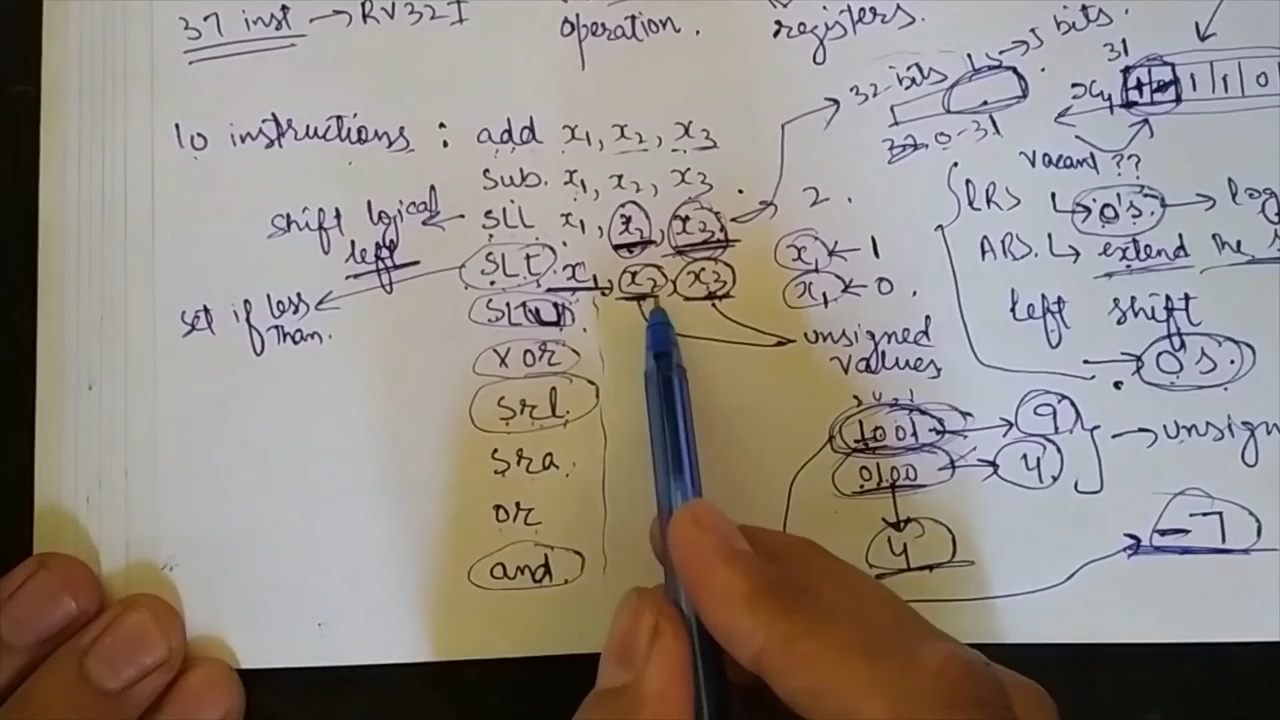 37 inst → RV32I
operation.
registers.
32-bits
→ 5 bits.
0-31
31
x4
1 0 1 1 0
Vacant ??
10 instructions : add x1, x2, x3
sub. x1, x2, x3.
shift logical left
SLL x1, x2, x3.
SLT. x1, x2, x3
set if less than.
SLTU
xor
srl.
sra.
or
and.
2.
x1 ← 1
x1 ← 0.
unsigned values
LRS → 0's. →
ARS. → extend the
left shift
→ 0's.
1001 → 9
0100 → 4
4
-7